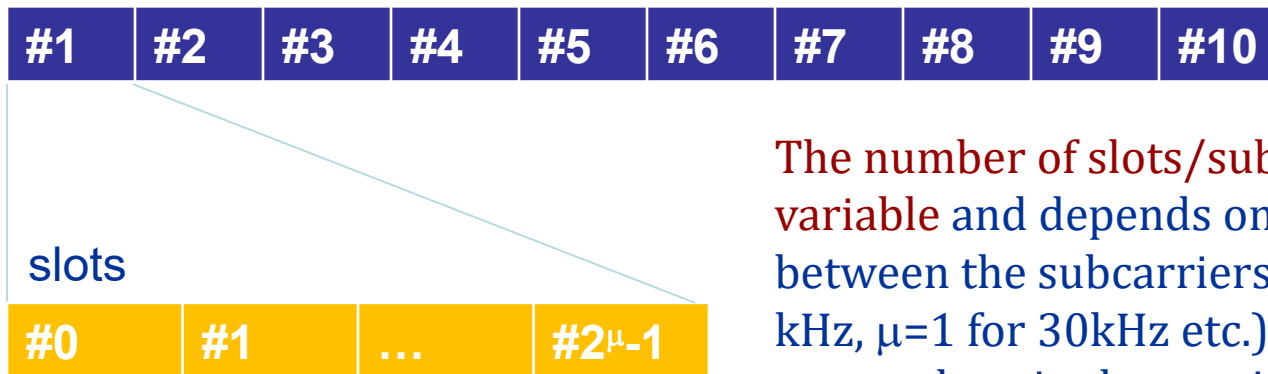 #1 #2 #3 #4 #5 #6 #7 #8 #9 #10
The number of slots/sub
variable and depends on
between the subcarriers
slots
kHz, μ=1 for 30kHz etc.)
#0 #1 ... #2μ-1